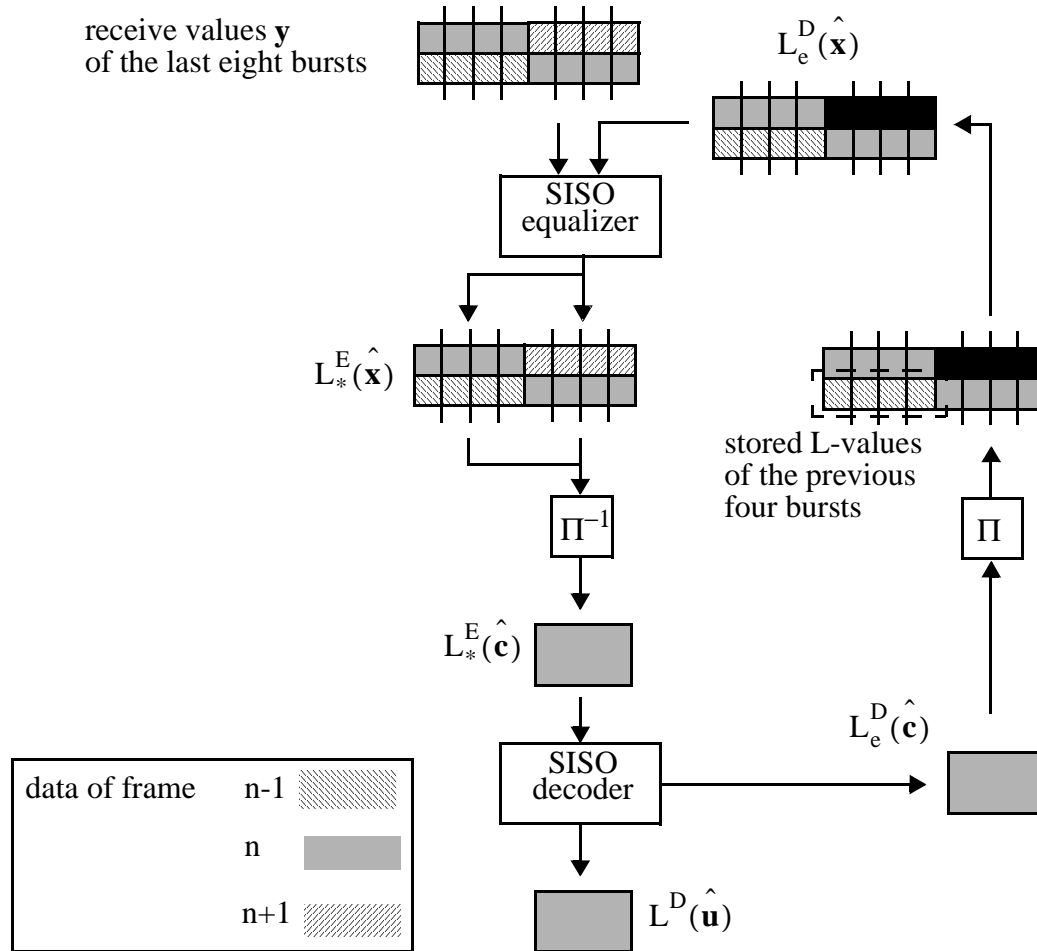 receive values y
of the last eight bursts
L_e^D(x̂)
SISO
equalizer
L_*^E(x̂)
stored L-values
of the previous
four bursts
Π⁻¹
Π
L_*^E(ĉ)
L_e^D(ĉ)
SISO
decoder
data of frame n-1
n
n+1
L^D(û)